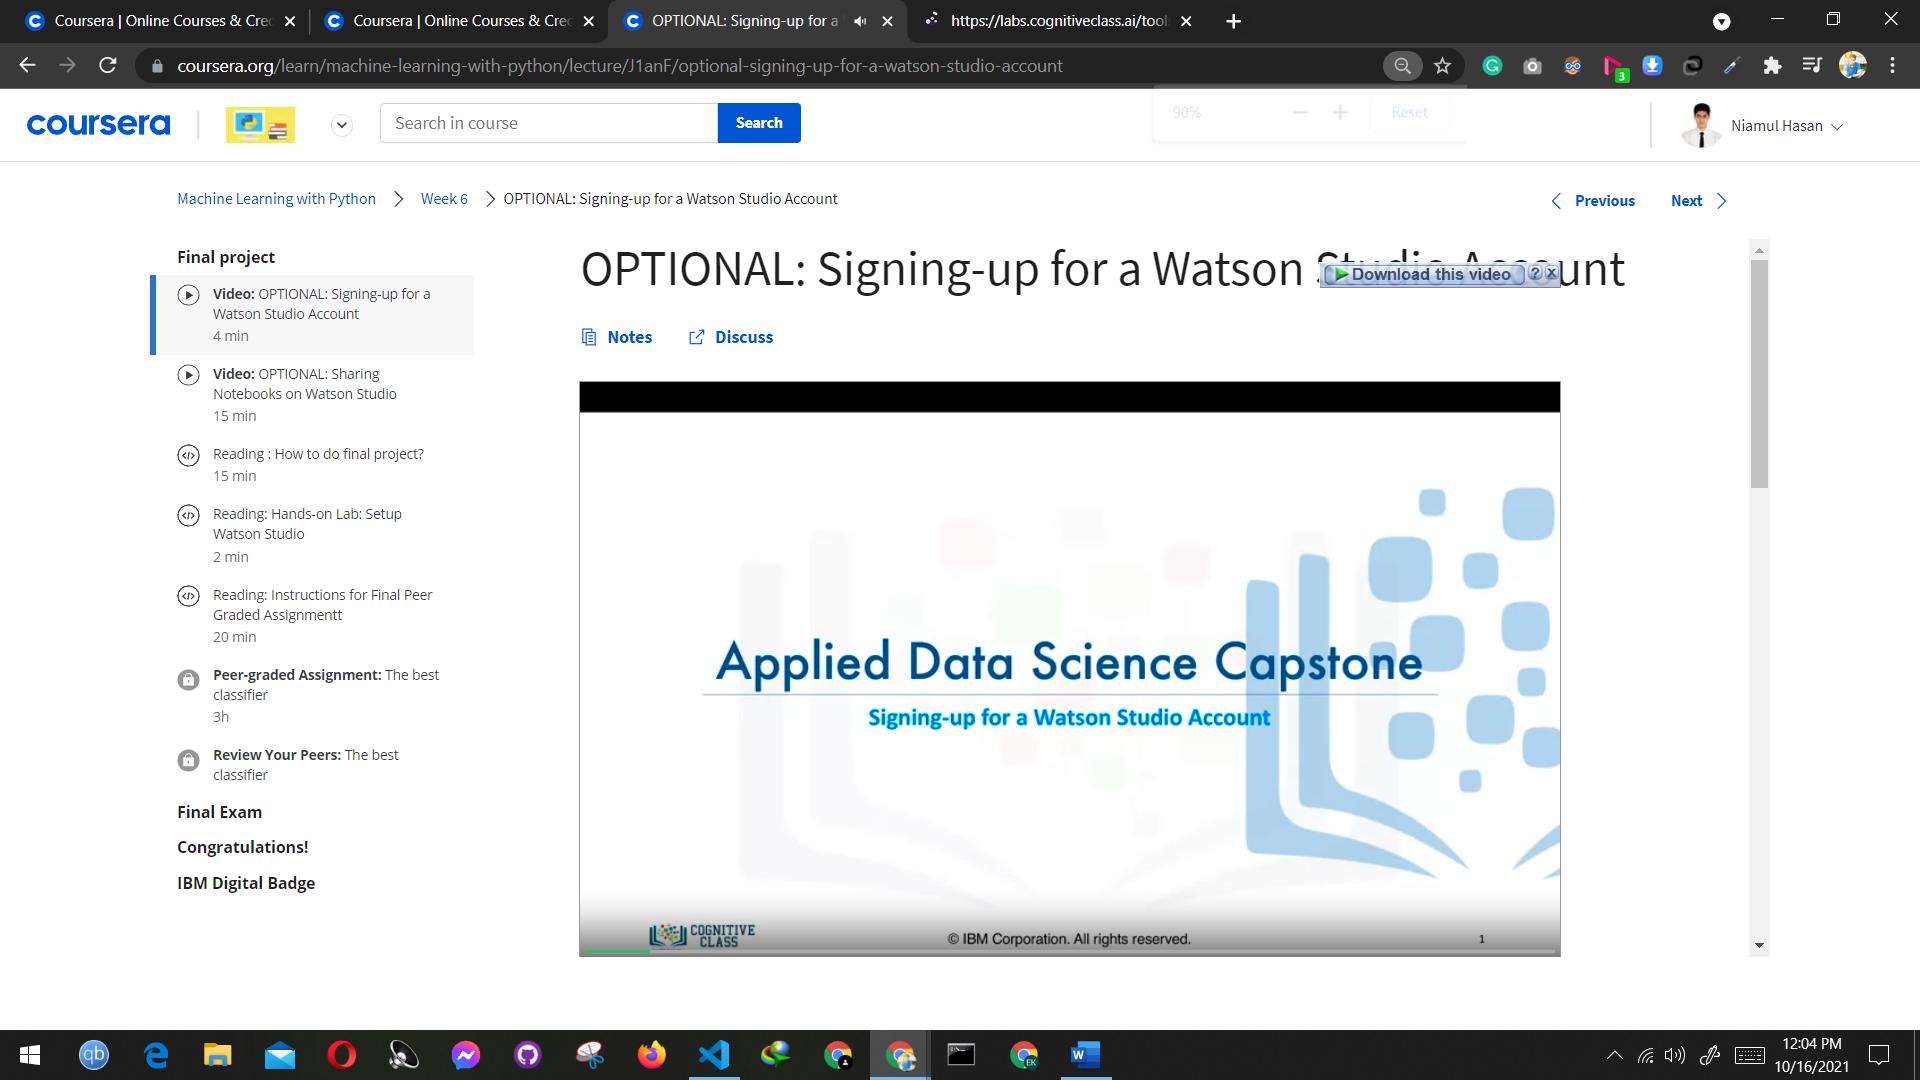 Coursera | Online Courses & Cre
Coursera | Online Courses & Cre
OPTIONAL: Signing-up for a
https://labs.cognitiveclass.ai/tool
coursera.org/learn/machine-learning-with-python/lecture/J1anF/optional-signing-up-for-a-watson-studio-account
3
coursera
Search in course
Search
90%
Reset
Niamul Hasan
Machine Learning with Python
Week 6
OPTIONAL: Signing-up for a Watson Studio Account
Previous
Next
Final project
Video: OPTIONAL: Signing-up for a
Watson Studio Account
4 min
Video: OPTIONAL: Sharing
Notebooks on Watson Studio
15 min
Reading : How to do final project?
15 min
Reading: Hands-on Lab: Setup
Watson Studio
2 min
Reading: Instructions for Final Peer
Graded Assignmentt
20 min
Peer-graded Assignment: The best
classifier
3h
Review Your Peers: The best
classifier
Final Exam
Congratulations!
IBM Digital Badge
OPTIONAL: Signing-up for a Watson Studio Account
Download this video ? x
Notes
Discuss
Applied Data Science Capstone
Signing-up for a Watson Studio Account
COGNITIVE
CLASS
© IBM Corporation. All rights reserved.
1
qb
EK
W
12:04 PM
10/16/2021